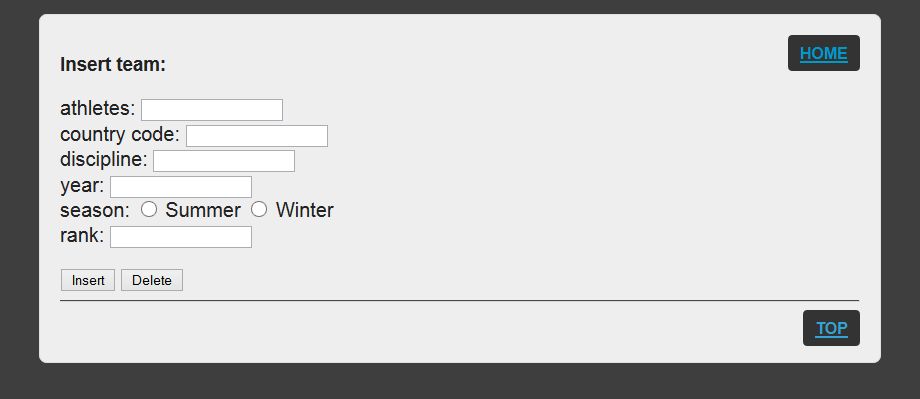 HOME
Insert team:
athletes:
country code:
discipline:
year:
season: Summer Winter
rank:
Insert Delete
TOP